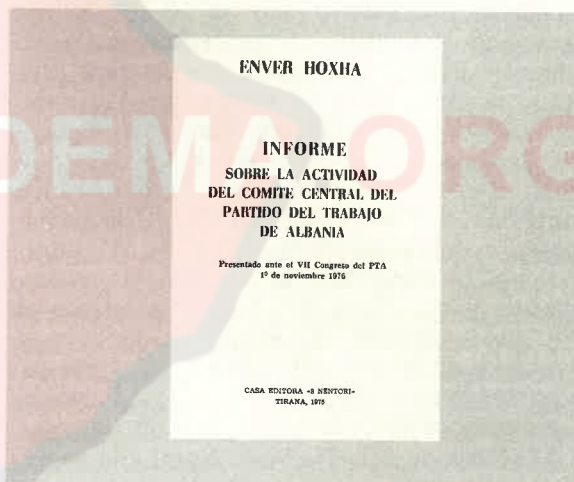 ENVER HOXHA
INFORME
SOBRE LA ACTIVIDAD
DEL COMITE CENTRAL DEL
PARTIDO DEL TRABAJO
DE ALBANIA
Presentado ante el VII Congreso del PTA
1º de noviembre 1976
CASA EDITORA «8 NËNTORI»
TIRANA, 1976
DEMA.ORG